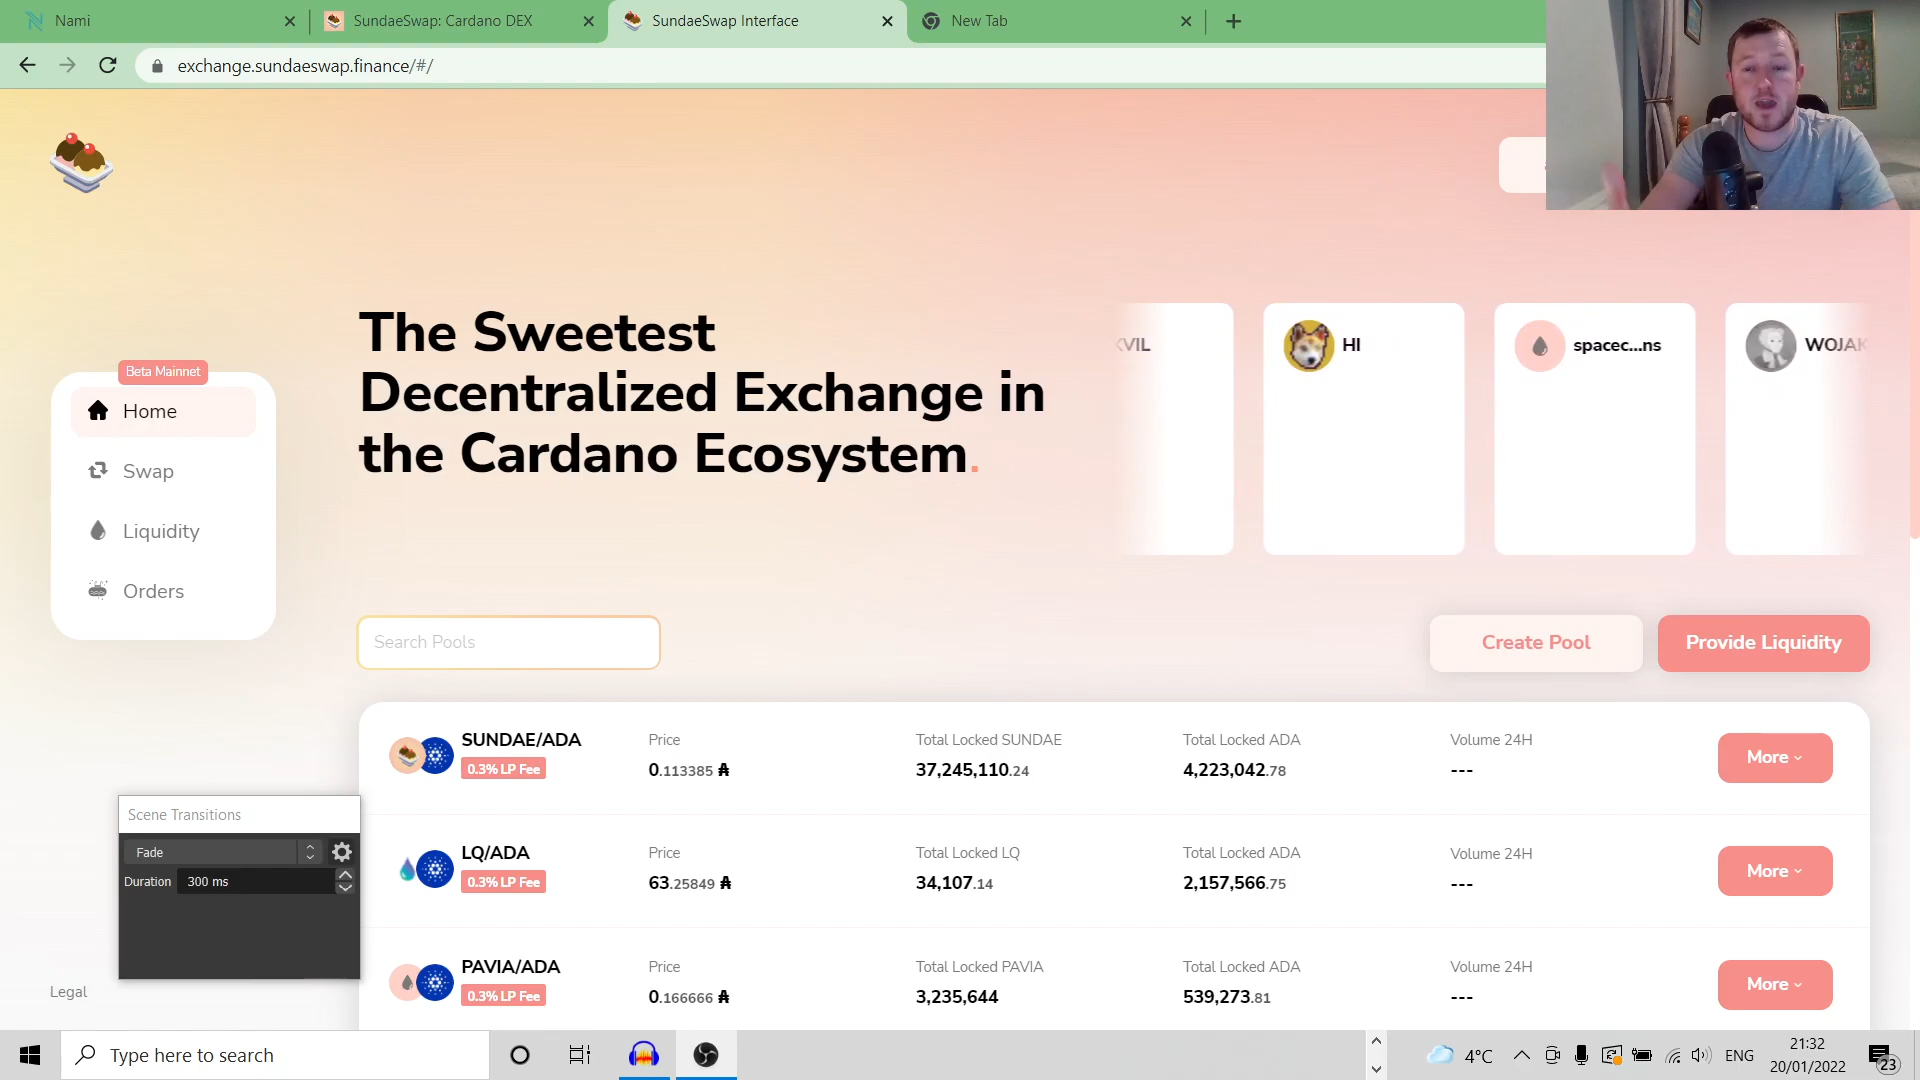 Nami
SundaeSwap: Cardano DEX
SundaeSwap Interface
New Tab
exchange.sundaeswap.finance/#/
The Sweetest
Decentralized Exchange in
the Cardano Ecosystem.
XVIL
HI
spacec...ns
WOJAK
Beta Mainnet
Home
Swap
Liquidity
Orders
Search Pools
Create Pool
Provide Liquidity
SUNDAE/ADA
0.3% LP Fee
Price
0.113385 ₳
Total Locked SUNDAE
37,245,110.24
Total Locked ADA
4,223,042.78
Volume 24H
---
More
LQ/ADA
0.3% LP Fee
Price
63.25849 ₳
Total Locked LQ
34,107.14
Total Locked ADA
2,157,566.75
Volume 24H
---
More
PAVIA/ADA
0.3% LP Fee
Price
0.166666 ₳
Total Locked PAVIA
3,235,644
Total Locked ADA
539,273.81
Volume 24H
---
More
Scene Transitions
Fade
Duration 300 ms
Legal
Type here to search
4°C
ENG
21:32
20/01/2022
23